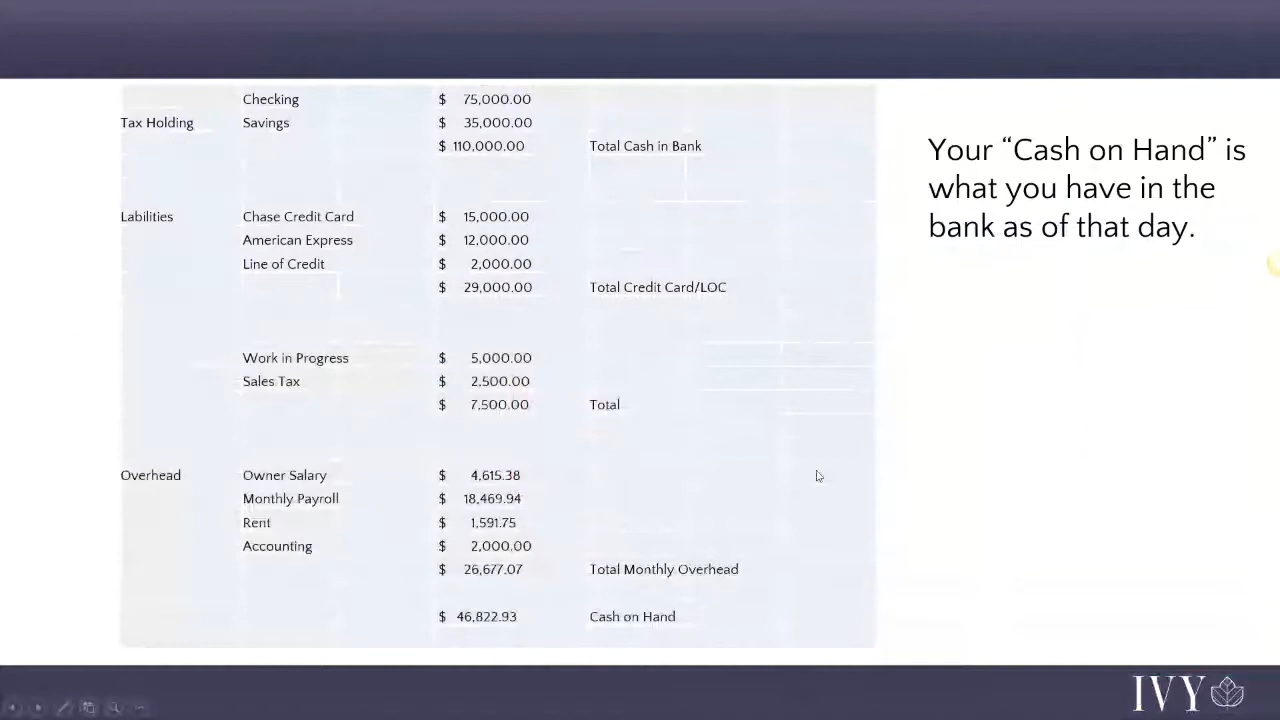 Checking $ 75,000.00
Tax Holding Savings $ 35,000.00
$ 110,000.00 Total Cash in Bank
Labilities Chase Credit Card $ 15,000.00
American Express $ 12,000.00
Line of Credit $ 2,000.00
$ 29,000.00 Total Credit Card/LOC
Work in Progress $ 5,000.00
Sales Tax $ 2,500.00
$ 7,500.00 Total
Overhead Owner Salary $ 4,615.38
Monthly Payroll $ 18,469.94
Rent $ 1,591.75
Accounting $ 2,000.00
$ 26,677.07 Total Monthly Overhead
$ 46,822.93 Cash on Hand
Your “Cash on Hand” is
what you have in the
bank as of that day.
IVY